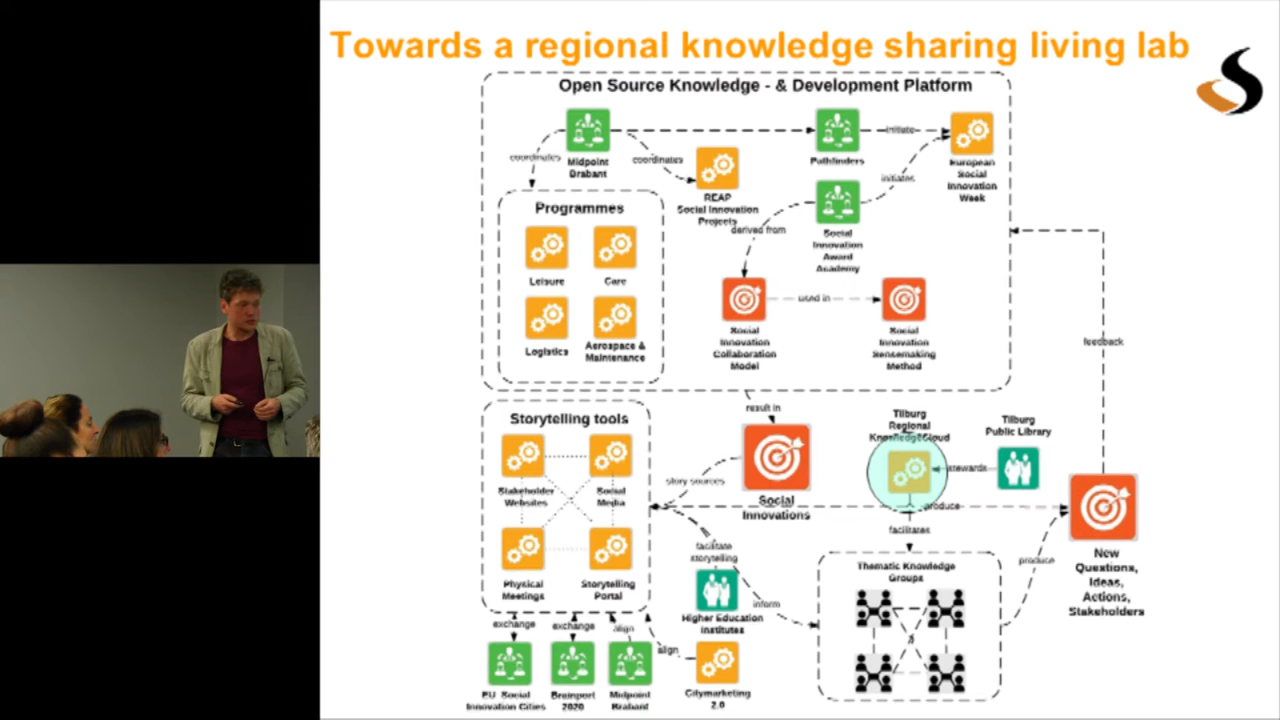 Towards a regional knowledge sharing living lab
Open Source Knowledge - & Development Platform
Midpoint
Brabant
coordinates
coordinates
REAP
Social Innovation
Projects
Pathfinders
initiate
initiates
European
Social
Innovation
Week
Social
Innovation
Award
Academy
derived from
Programmes
Leisure
Care
Logistics
Aerospace &
Maintenance
Social
Innovation
Collaboration
Model
used in
Social
Innovation
Sensemaking
Method
feedback
result in
Storytelling tools
Stakeholder
Websites
Social
Media
Physical
Meetings
Storytelling
Portal
story sources
Social
Innovations
Tilburg
Regional
KnowledgeCloud
Tilburg
Public Library
stewards
produce
facilitates
facilitate
storytelling
Higher Education
Institutes
inform
Thematic Knowledge
Groups
produce
New
Questions,
Ideas,
Actions,
Stakeholders
exchange
exchange
align
align
EU Social
Innovation Cities
Brainport
2020
Midpoint
Brabant
Citymarketing
2.0